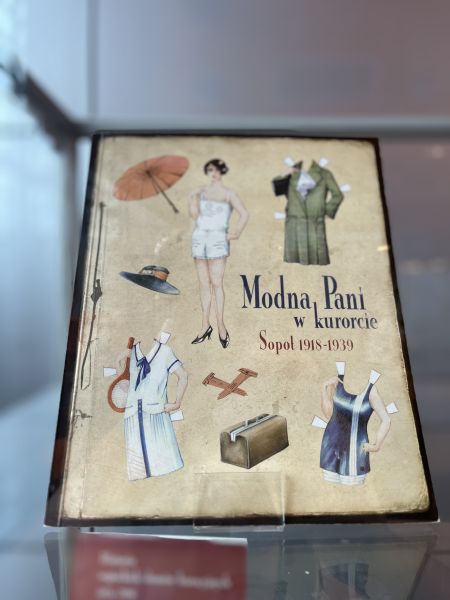 Modna Pani
w kurorcie
Sopot 1918-1939